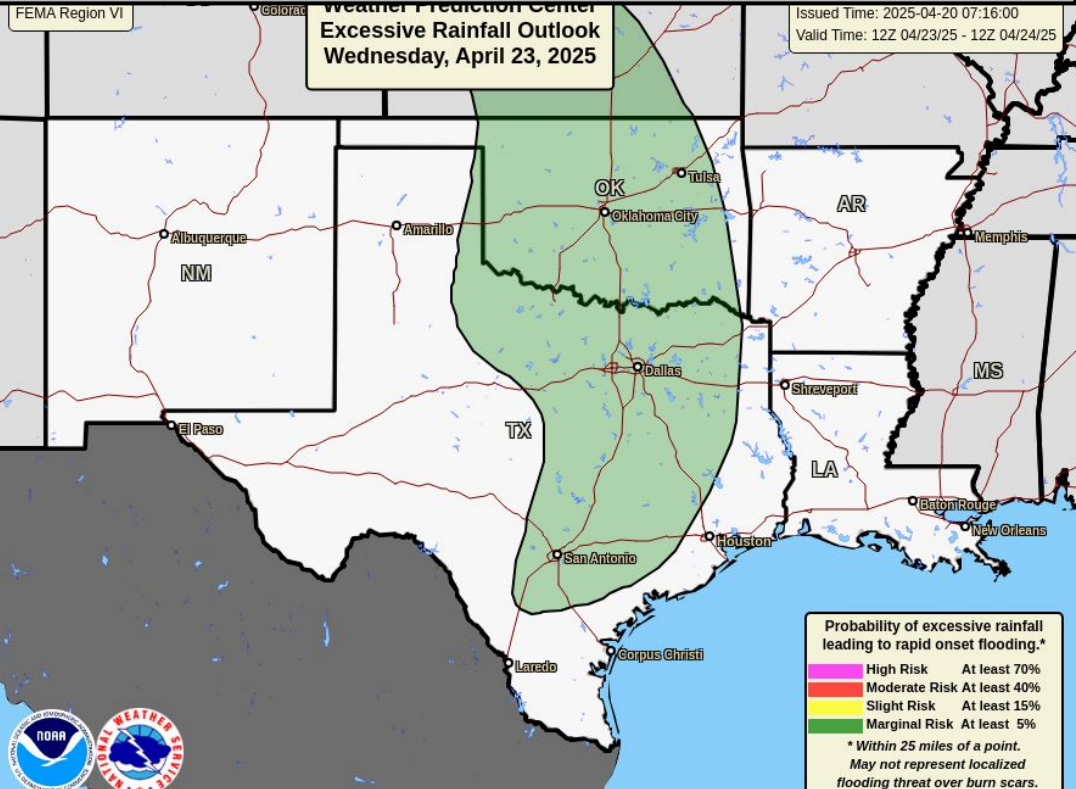 FEMA Region VI
Weather Prediction Center
Excessive Rainfall Outlook
Wednesday, April 23, 2025
Issued Time: 2025-04-20 07:16:00
Valid Time: 12Z 04/23/25 - 12Z 04/24/25
Tulsa
OK
Oklahoma City
AR
Amarillo
Albuquerque
Memphis
NM
Dallas
MS
Shreveport
El Paso
TX
LA
Baton Rouge
New Orleans
Houston
San Antonio
Corpus Christi
Laredo
Probability of excessive rainfall
leading to rapid onset flooding.*
High Risk At least 70%
Moderate Risk At least 40%
Slight Risk At least 15%
Marginal Risk At least 5%
* Within 25 miles of a point.
May not represent localized
flooding threat over burn scars.
NOAA
NATIONAL WEATHER SERVICE